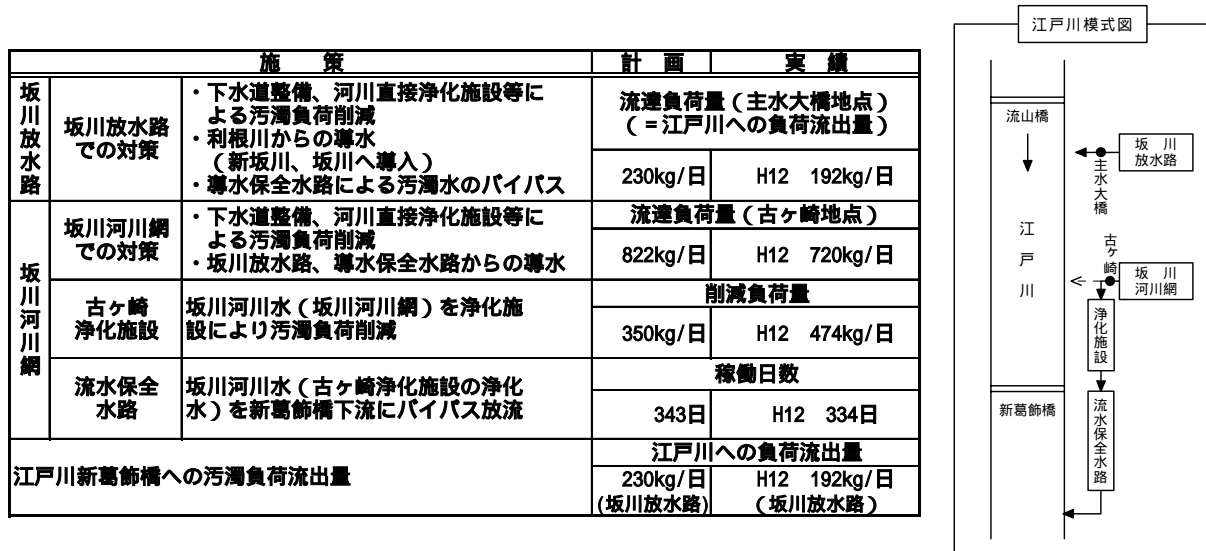 施　策
計　画
実　績
坂川放水路
坂川放水路
での対策
・下水道整備、河川直接浄化施設等に
よる汚濁負荷削減
・利根川からの導水
（新坂川、坂川へ導入）
・導水保全水路による汚濁水のバイパス
流達負荷量（主水大橋地点）
（＝江戸川への負荷流出量）
230kg/日
H12　192kg/日
坂川河川網
坂川河川網
での対策
・下水道整備、河川直接浄化施設等に
よる汚濁負荷削減
・坂川放水路、導水保全水路からの導水
流達負荷量（古ヶ崎地点）
822kg/日
H12　720kg/日
古ヶ崎
浄化施設
坂川河川水（坂川河川網）を浄化施
設により汚濁負荷削減
削減負荷量
350kg/日
H12　474kg/日
流水保全
水路
坂川河川水（古ヶ崎浄化施設の浄化
水）を新葛飾橋下流にバイパス放流
稼働日数
343日
H12　334日
江戸川新葛飾橋への汚濁負荷流出量
江戸川への負荷流出量
230kg/日
(坂川放水路)
H12　192kg/日
（坂川放水路）
江戸川模式図
流山橋
坂　川
放水路
主水大橋
江戸川
古ヶ崎
坂　川
河川網
浄化施設
新葛飾橋
流水保全水路